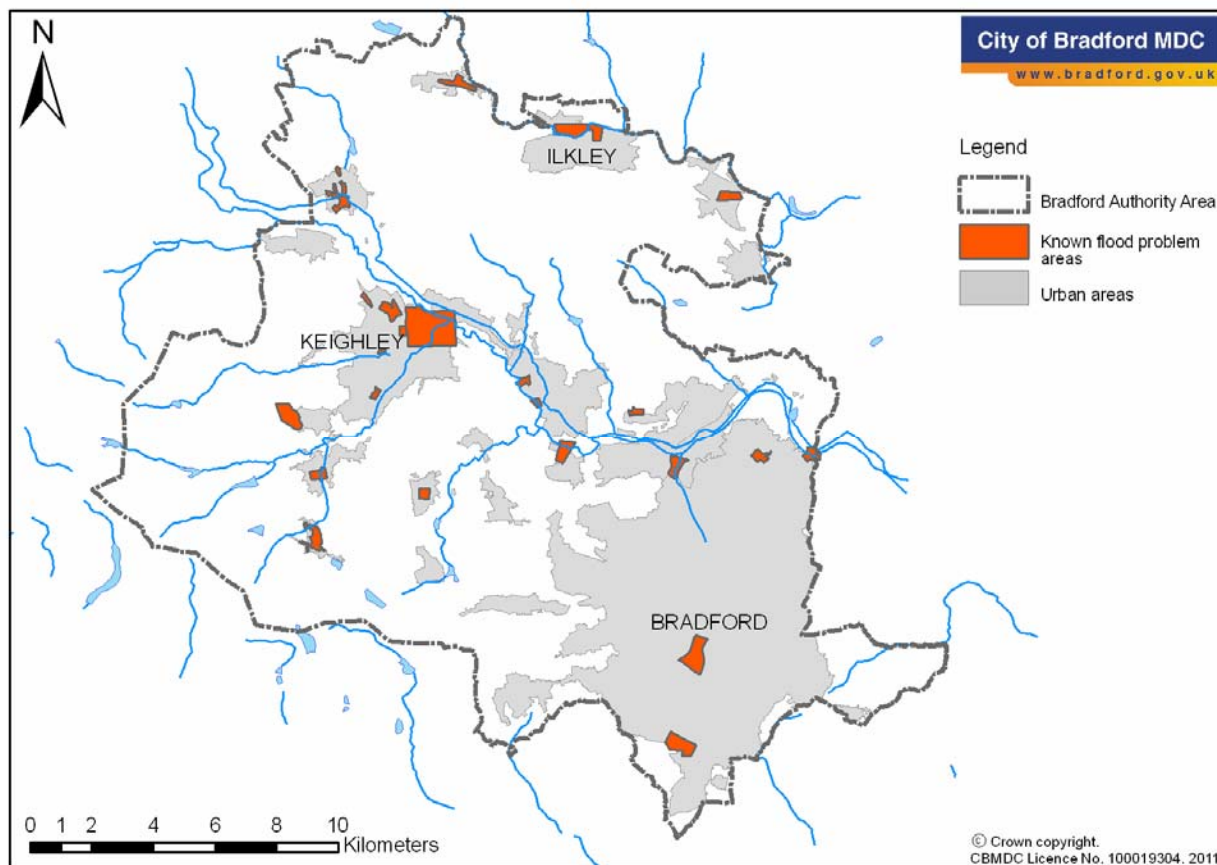 N
City of Bradford MDC
www.bradford.gov.uk
Legend
Bradford Authority Area
Known flood problem
areas
Urban areas
ILKLEY
KEIGHLEY
BRADFORD
0 1 2 4 6 8 10
Kilometers
© Crown copyright.
CBMDC Licence No. 100019304. 2011